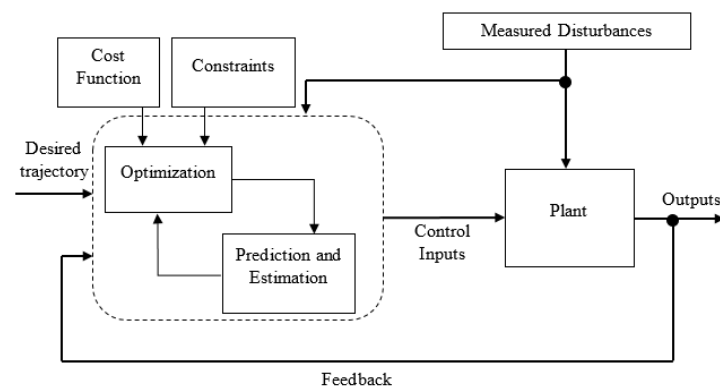 Measured Disturbances
Cost
Function
Constraints
Desired
trajectory
Optimization
Prediction and
Estimation
Control
Inputs
Plant
Outputs
Feedback